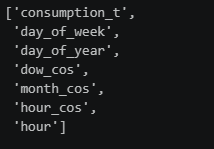 ['consumption_t',
 'day_of_week',
 'day_of_year',
 'dow_cos',
 'month_cos',
 'hour_cos',
 'hour']